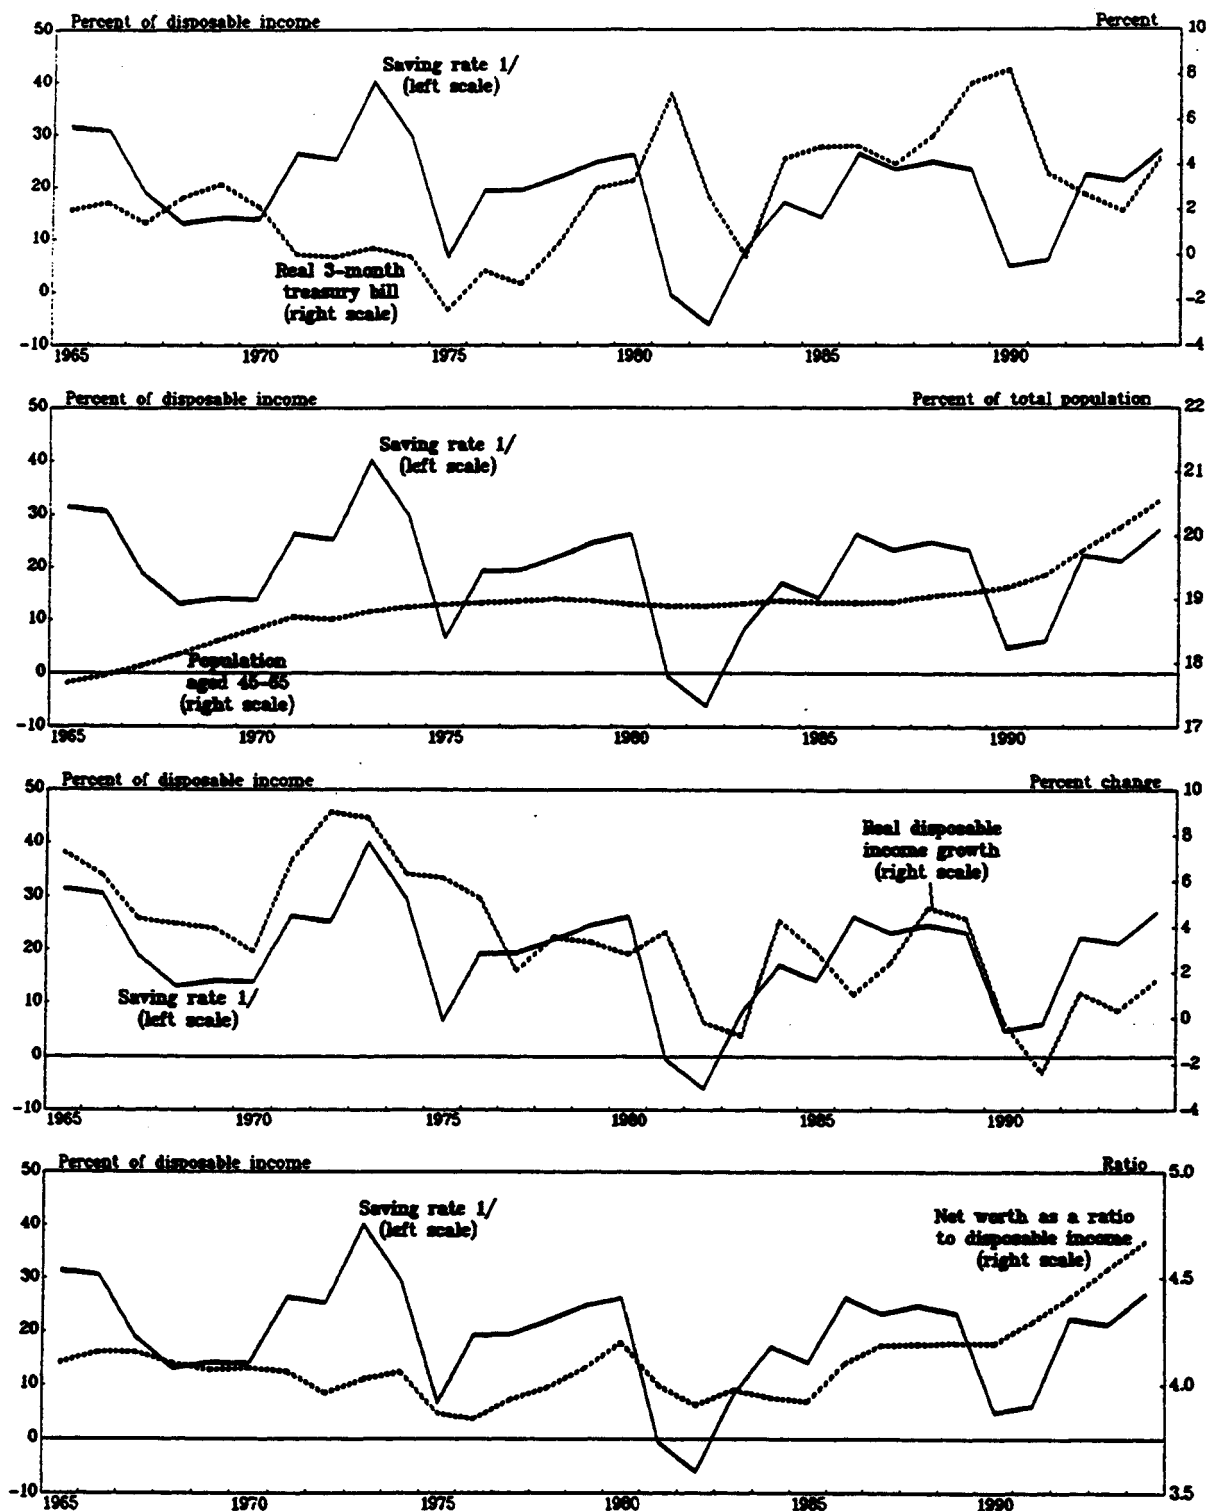 Percent of disposable income Percent
50 10
Saving rate 1/
(left scale)
40 8
6
30 4
20 2
10 0
Real 3-month
treasury bill
(right scale)
0 -2
-10 -4
1965 1970 1975 1980 1985 1990
Percent of disposable income Percent of total population
50 22
Saving rate 1/
(left scale)
40 21
30 20
20
10 19
Population
aged 45-65
(right scale)
0 18
-10 17
1965 1970 1975 1980 1985 1990
Percent of disposable income Percent change
50 10
Real disposable
income growth
(right scale)
40 8
30 6
4
20 2
10 0
Saving rate 1/
(left scale)
0 -2
-10 -4
1965 1970 1975 1980 1985 1990
Percent of disposable income Ratio
50 5.0
Saving rate 1/
(left scale)
Net worth as a ratio
to disposable income
(right scale)
40
30 4.5
20
10 4.0
0
-10 3.5
1965 1970 1975 1980 1985 1990